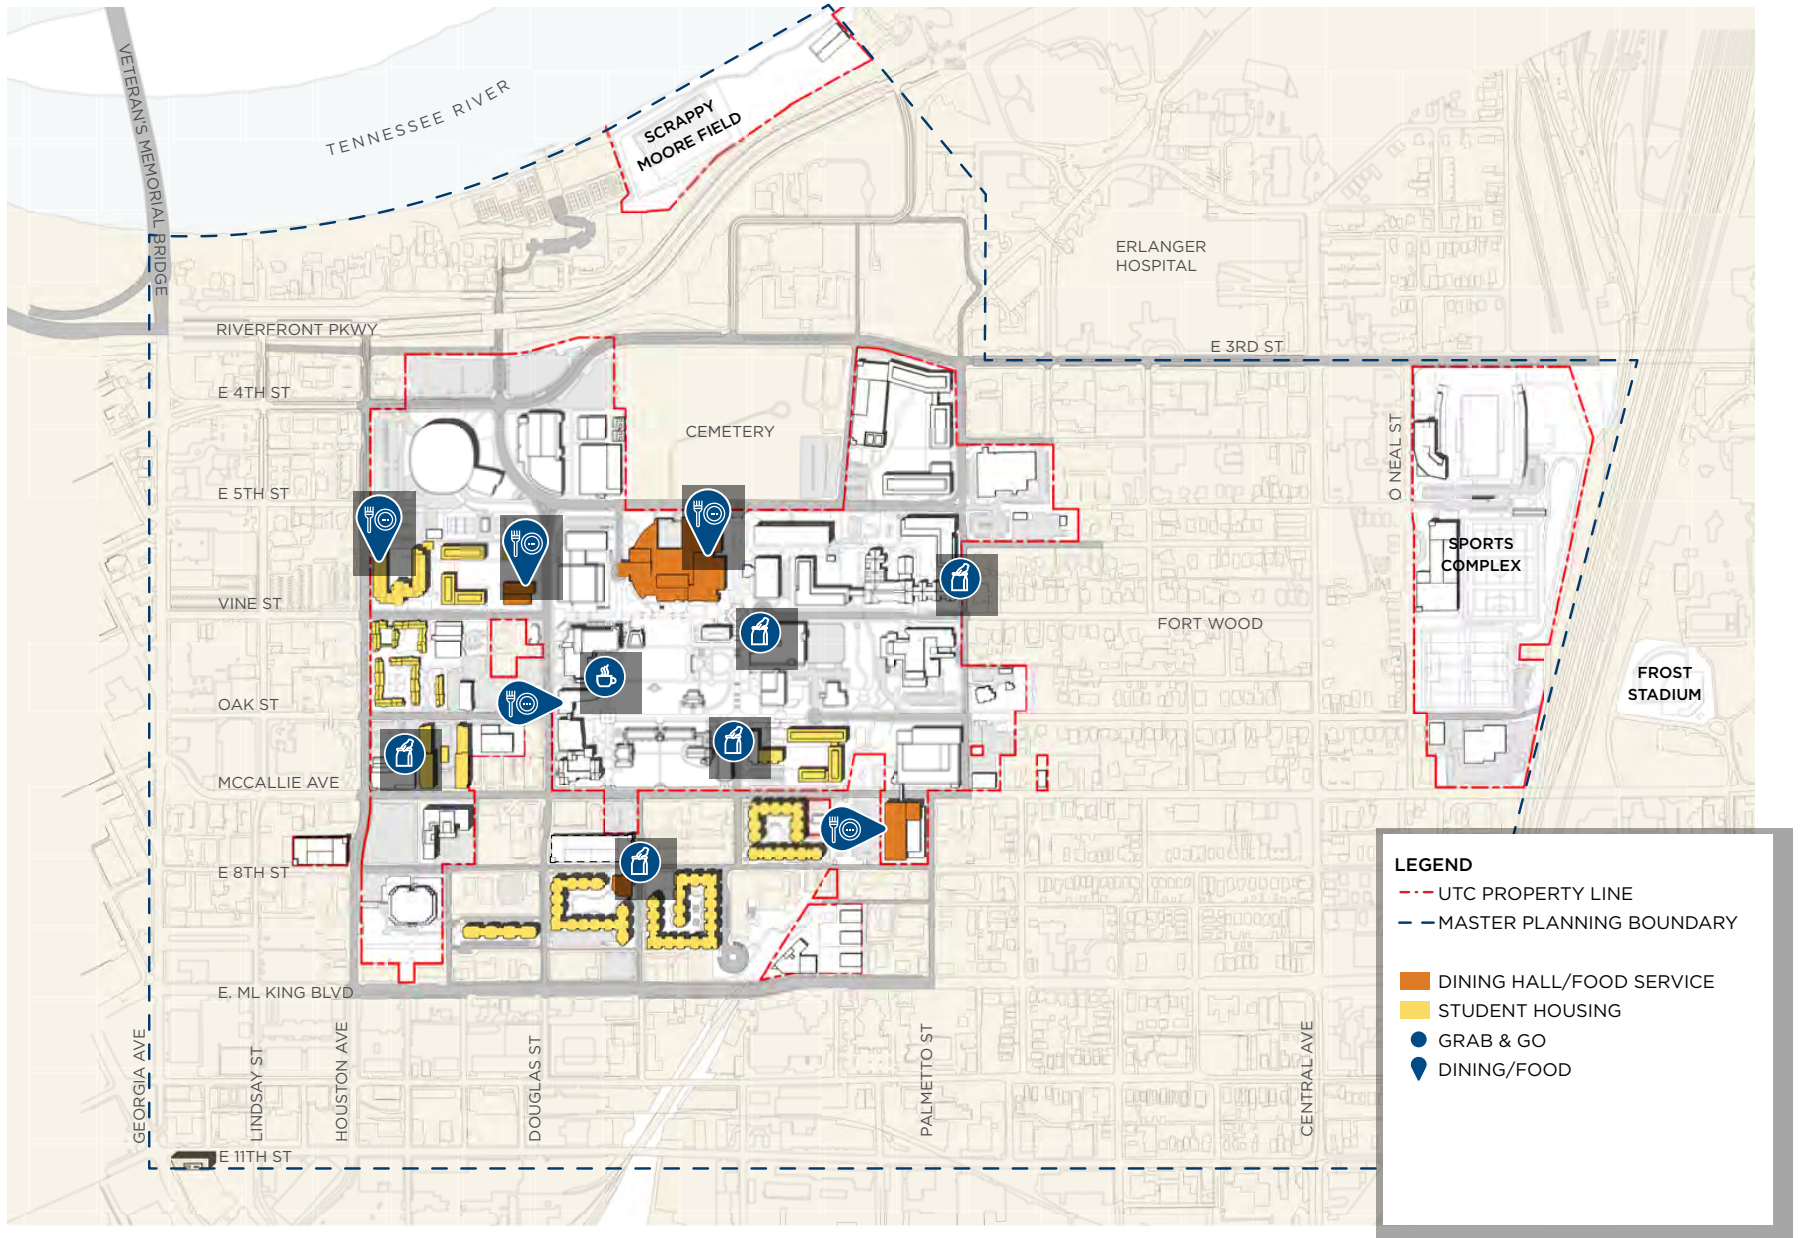 VETERAN'S MEMORIAL BRIDGE
TENNESSEE RIVER
SCRAPPY
MOORE FIELD
ERLANGER
HOSPITAL
RIVERFRONT PKWY
E 3RD ST
E 4TH ST
CEMETERY
O NEAL ST
E 5TH ST
SPORTS
COMPLEX
VINE ST
FORT WOOD
FROST
STADIUM
OAK ST
MCCALLIE AVE
E 8TH ST
E. ML KING BLVD
GEORGIA AVE
LINDSAY ST
HOUSTON AVE
DOUGLAS ST
PALMETTO ST
CENTRAL AVE
E 11TH ST
LEGEND
UTC PROPERTY LINE
MASTER PLANNING BOUNDARY
DINING HALL/FOOD SERVICE
STUDENT HOUSING
GRAB & GO
DINING/FOOD